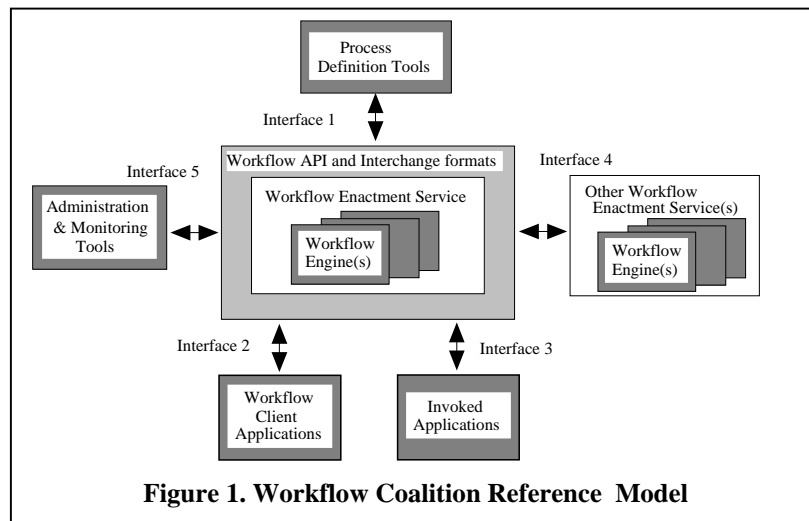 Process
Definition Tools
Interface 1
Workflow API and Interchange formats
Interface 5
Interface 4
Workflow Enactment Service
Workflow
Engine(s)
Administration
& Monitoring
Tools
Other Workflow
Enactment Service(s)
Workflow
Engine(s)
Interface 2
Interface 3
Workflow
Client
Applications
Invoked
Applications
Figure 1. Workflow Coalition Reference Model